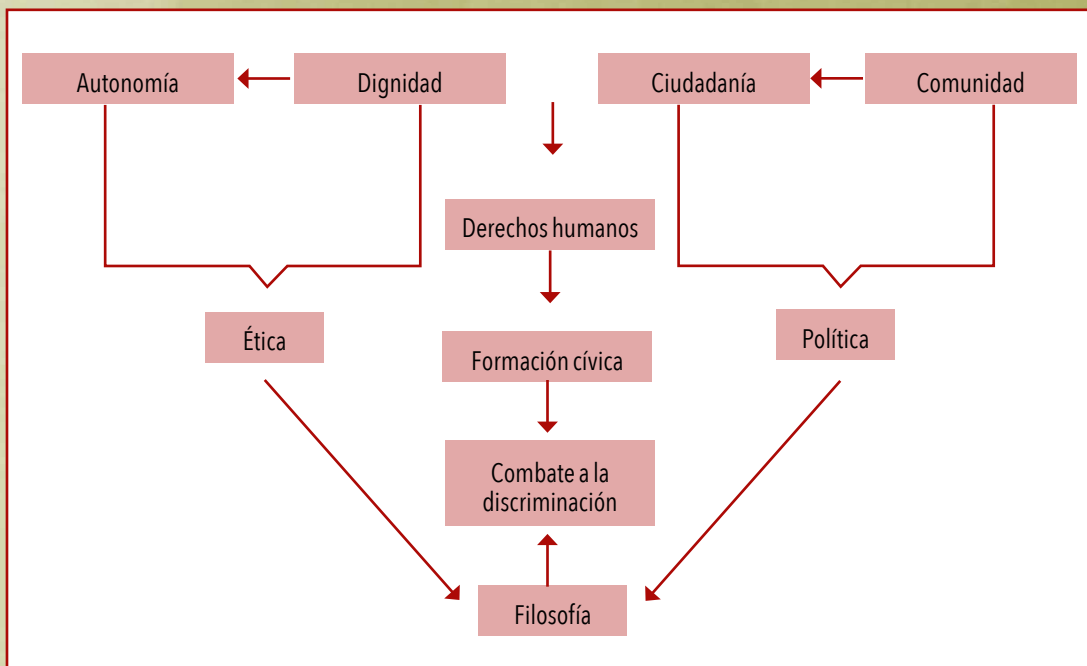 Autonomía
Dignidad
Ciudadanía
Comunidad
Derechos humanos
Ética
Política
Formación cívica
Combate a la
discriminación
Filosofía